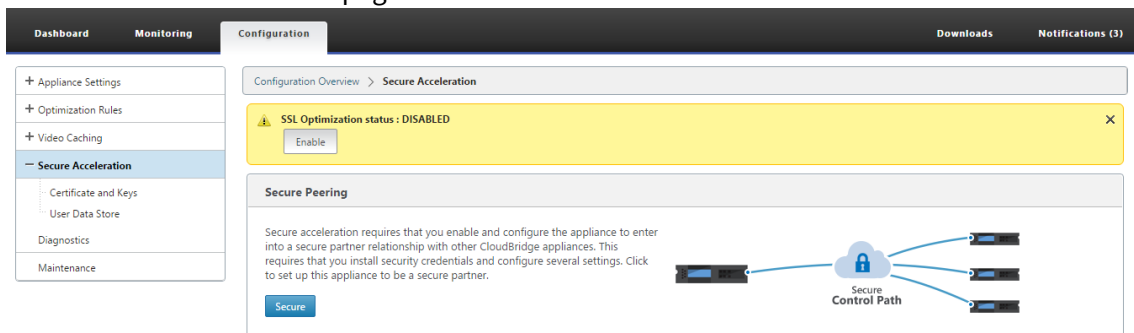 Dashboard Monitoring Configuration Downloads Notifications (3)
+ Appliance Settings
+ Optimization Rules
+ Video Caching
− Secure Acceleration
Certificate and Keys
User Data Store
Diagnostics
Maintenance
Configuration Overview > Secure Acceleration
SSL Optimization status : DISABLED
Enable
Secure Peering
Secure acceleration requires that you enable and configure the appliance to enter
into a secure partner relationship with other CloudBridge appliances. This
requires that you install security credentials and configure several settings. Click
to set up this appliance to be a secure partner.
Secure
Secure
Control Path